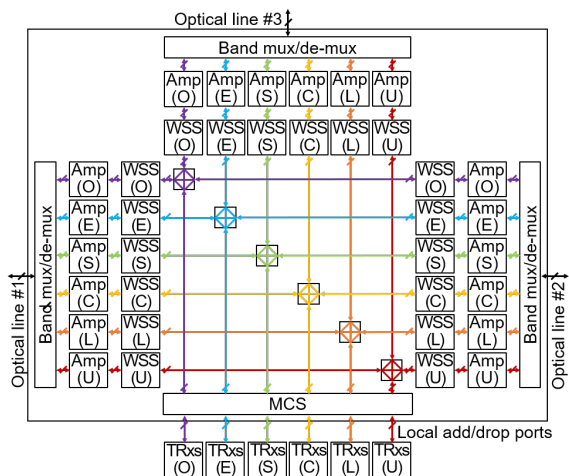 Optical line #3
Band mux/de-mux
Amp Amp Amp Amp Amp Amp
(O) (E) (S) (C) (L) (U)
WSS WSS WSS WSS WSS WSS
(O) (E) (S) (C) (L) (U)
Optical line #1
Band mux/de-mux
Amp WSS WSS Amp
(O) (O) (O) (O)
Amp WSS WSS Amp
(E) (E) (E) (E)
Amp WSS WSS Amp
(S) (S) (S) (S)
Amp WSS WSS Amp
(C) (C) (C) (C)
Amp WSS WSS Amp
(L) (L) (L) (L)
Amp WSS WSS Amp
(U) (U) (U) (U)
Band mux/de-mux
Optical line #2
MCS
Local add/drop ports
TRxs TRxs TRxs TRxs TRxs TRxs
(O) (E) (S) (C) (L) (U)